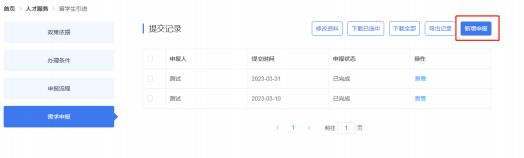 首页 > 人才服务 > 留学生引进
政策依据
办理条件
申报流程
需求申报
提交记录
修改资料 下载已选中 下载全部 导出记录 新增申报
申报人 提交时间 申报状态 操作
测试 2023-03-31 已完成 查看
测试 2023-03-10 已完成 查看
< 1 > 前往 1 页